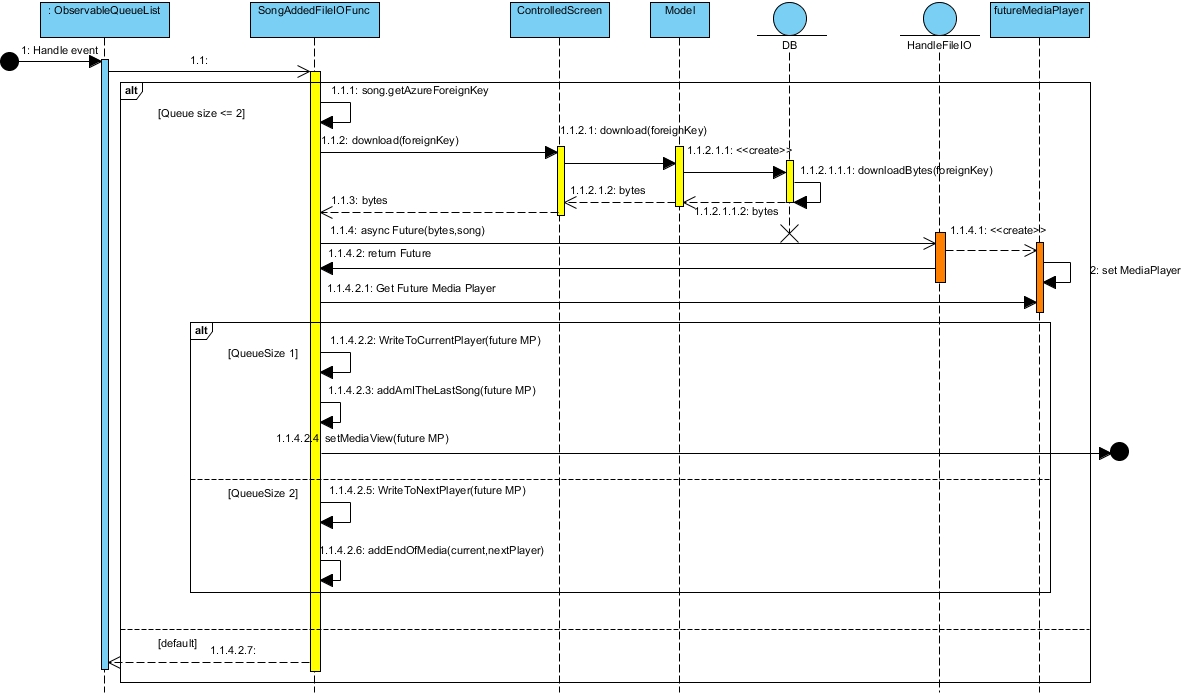 : ObservableQueueList
SongAddedFileIOFunc
ControlledScreen
Model
DB
HandleFileIO
futureMediaPlayer
1: Handle event
1.1:
alt
[Queue size <= 2]
1.1.1: song.getAzureForeignKey
1.1.2: download(foreignKey)
1.1.2.1: download(foreignKey)
1.1.2.1.1: <<create>>
1.1.2.1.1.1: downloadBytes(foreignKey)
1.1.2.1.2: bytes
1.1.3: bytes
1.1.2.1.1.2: bytes
1.1.4: async Future(bytes,song)
1.1.4.1: <<create>>
1.1.4.2: return Future
2: set MediaPlayer
1.1.4.2.1: Get Future Media Player
alt
[QueueSize 1]
1.1.4.2.2: WriteToCurrentPlayer(future MP)
1.1.4.2.3: addAmITheLastSong(future MP)
1.1.4.2.4: setMediaView(future MP)
[QueueSize 2]
1.1.4.2.5: WriteToNextPlayer(future MP)
1.1.4.2.6: addEndOfMedia(current,nextPlayer)
[default]
1.1.4.2.7: